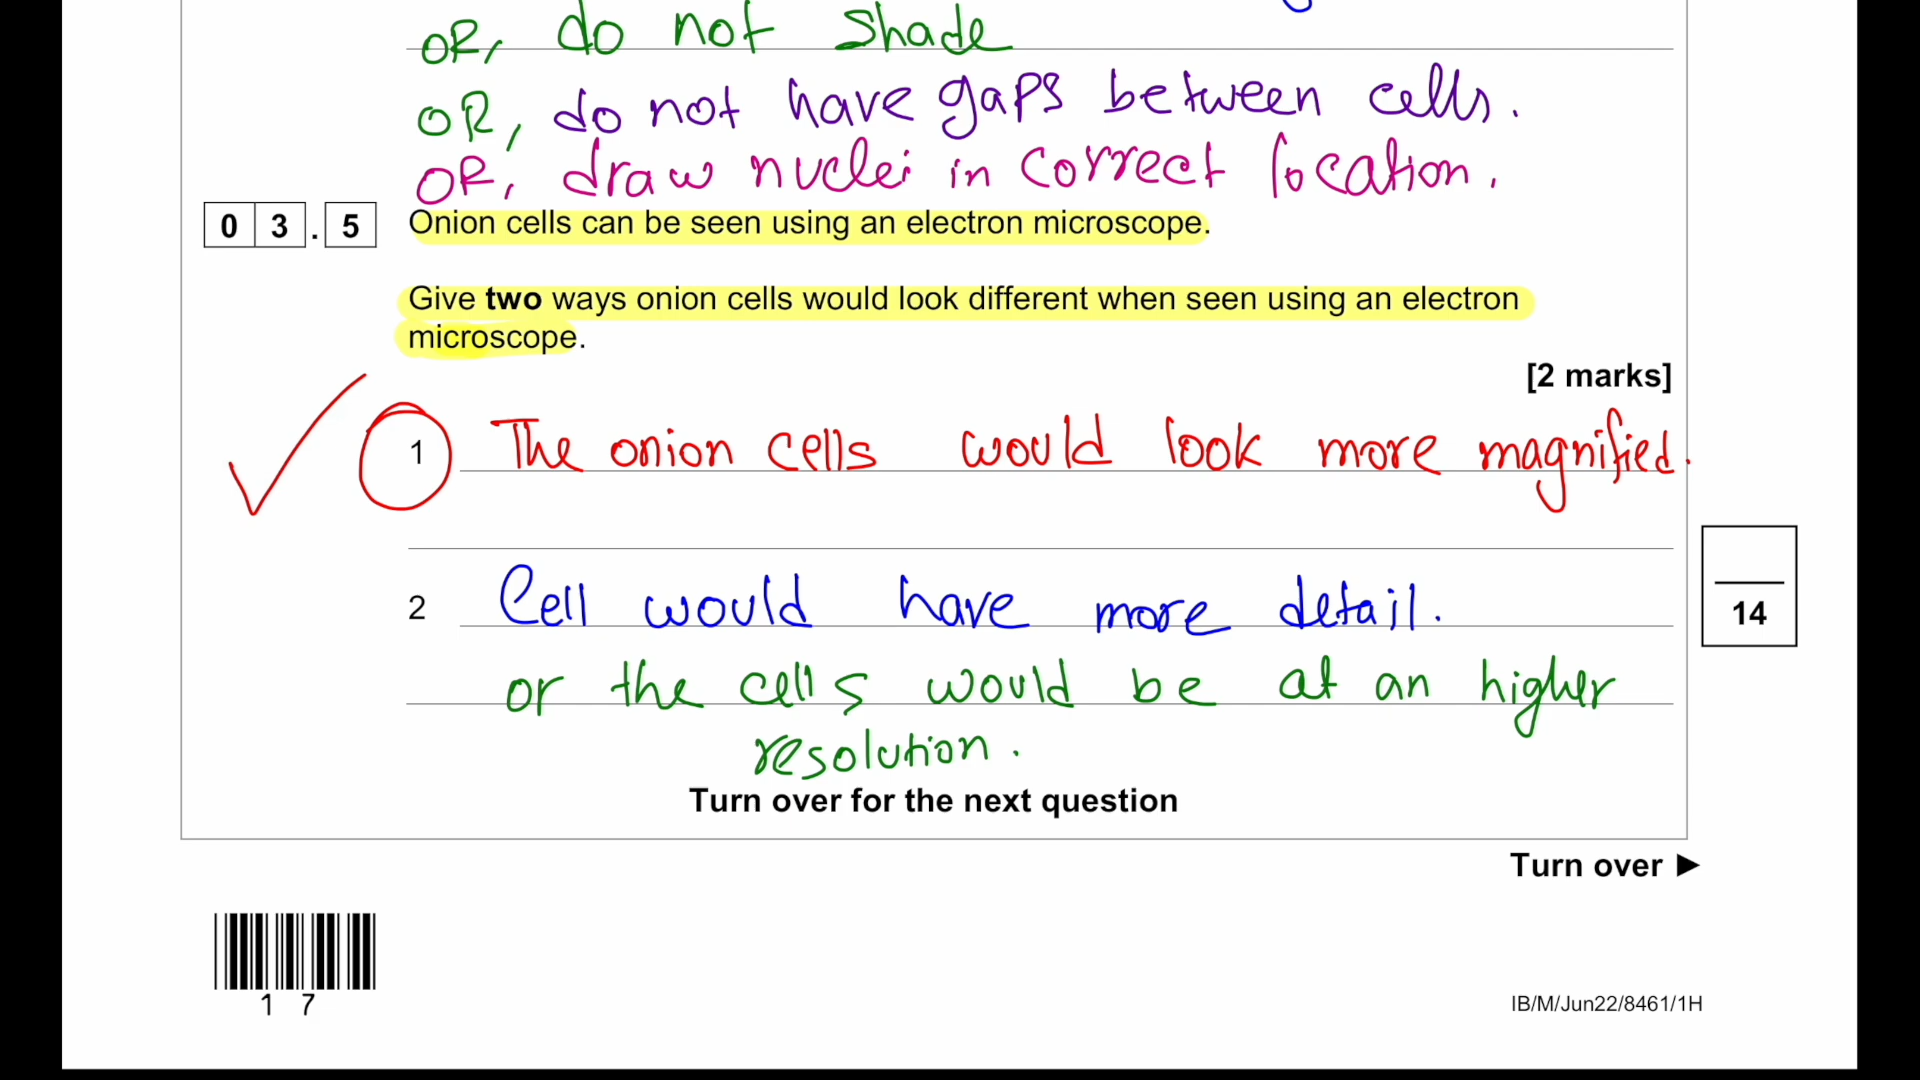 OR, do not shade
OR, do not have gaps between cells.
OR, draw nuclei in correct location.
0 3 . 5 Onion cells can be seen using an electron microscope.
Give two ways onion cells would look different when seen using an electron
microscope.
[2 marks]
1 The onion cells would look more magnified.
2 Cell would have more detail.
or the cells would be at an higher
resolution.
14
Turn over for the next question
Turn over ►
1 7
IB/M/Jun22/8461/1H